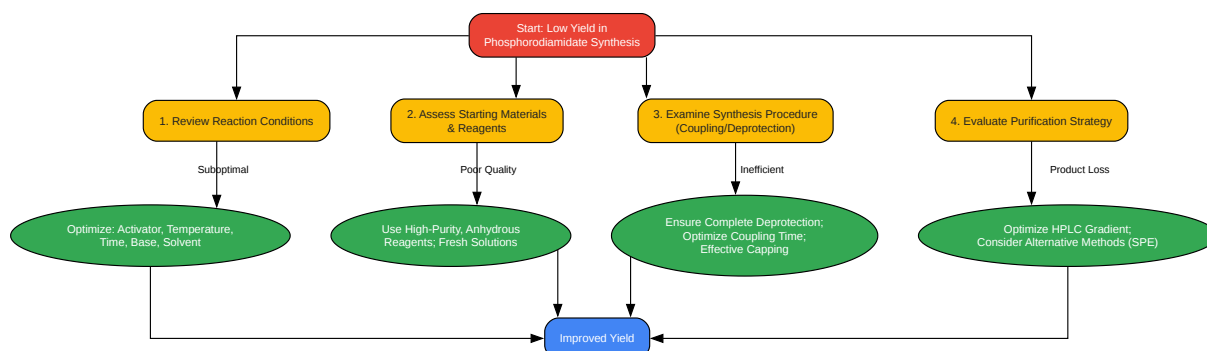 Start: Low Yield in
Phosphorodiamidate Synthesis
1. Review Reaction Conditions
2. Assess Starting Materials
& Reagents
3. Examine Synthesis Procedure
(Coupling/Deprotection)
4. Evaluate Purification Strategy
Suboptimal
Poor Quality
Inefficient
Product Loss
Optimize: Activator, Temperature,
Time, Base, Solvent
Use High-Purity, Anhydrous
Reagents; Fresh Solutions
Ensure Complete Deprotection;
Optimize Coupling Time;
Effective Capping
Optimize HPLC Gradient;
Consider Alternative Methods (SPE)
Improved Yield